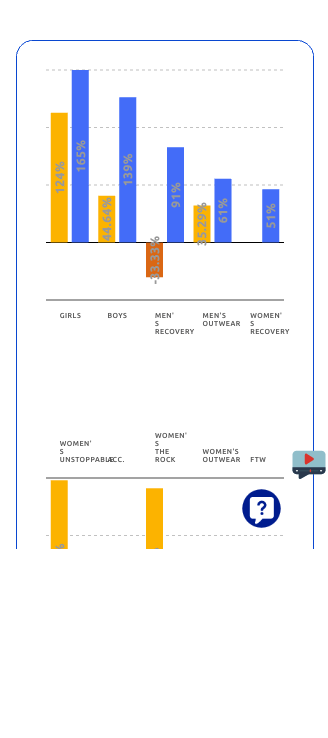 124%
165%
44.64%
139%
-33.33%
91%
35.29%
61%
51%
GIRLS
BOYS
MEN'
S
RECOVERY
MEN'S
OUTWEAR
WOMEN'
S
RECOVERY
WOMEN'
S
UNSTOPPABLE
ACC.
WOMEN'
S
THE
ROCK
WOMEN'S
OUTWEAR
FTW
?
%